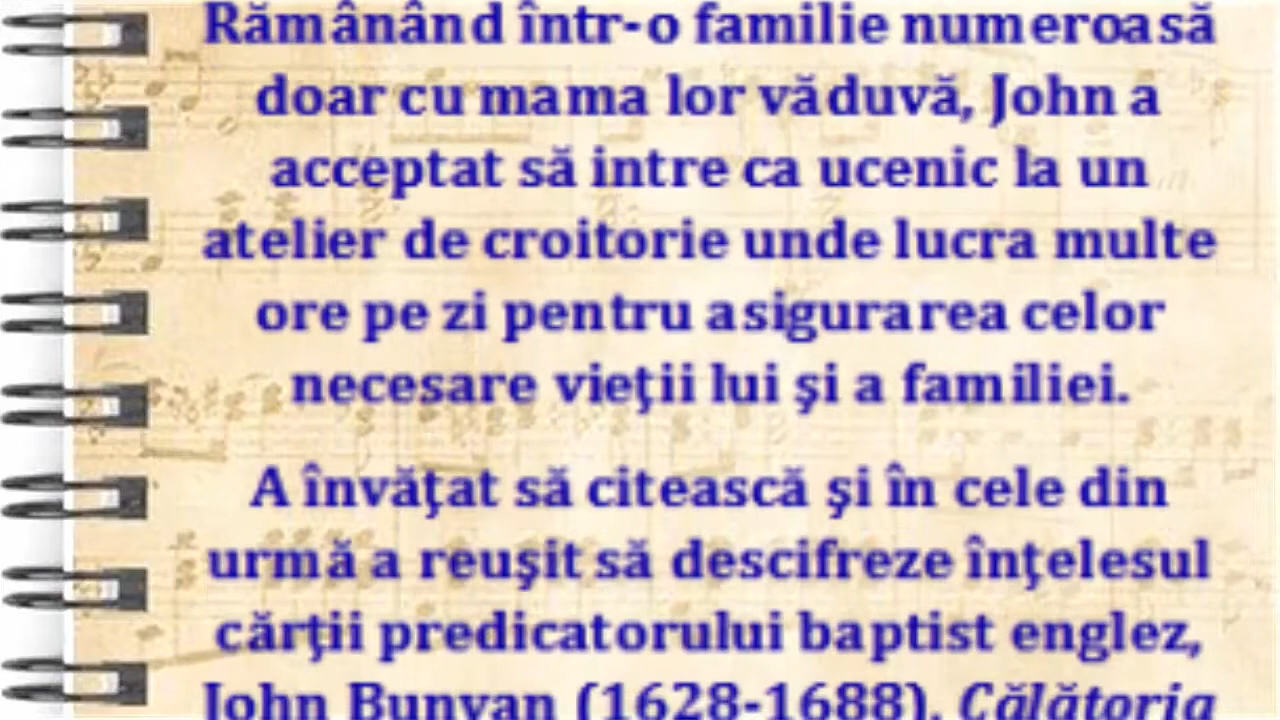 Rămânând într-o familie numeroasă
doar cu mama lor văduvă, John a
acceptat să intre ca ucenic la un
atelier de croitorie unde lucra multe
ore pe zi pentru asigurarea celor
necesare vieţii lui şi a familiei.
A învăţat să citească şi în cele din
urmă a reuşit să descifreze înţelesul
cărţii predicatorului baptist englez,
John Bunyan (1628-1688), Călătoria